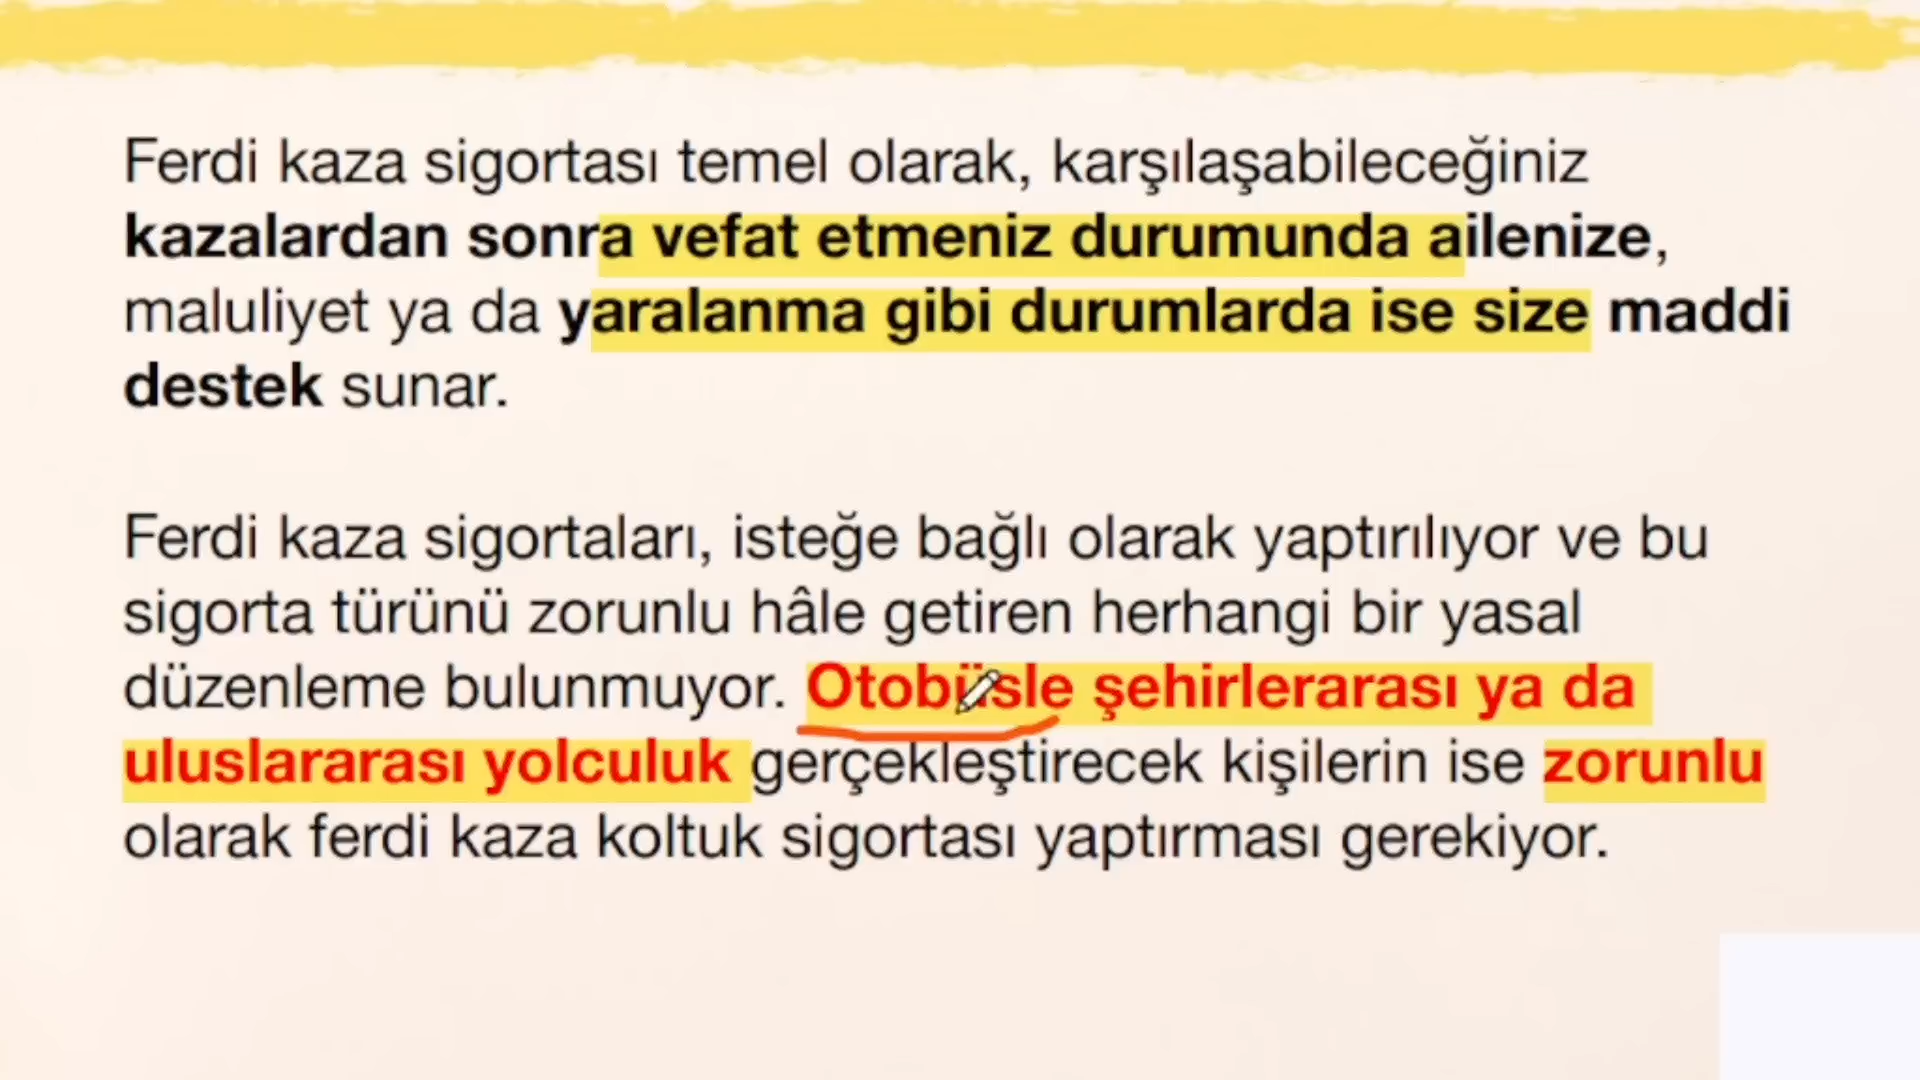 Ferdi kaza sigortası temel olarak, karşılaşabileceğiniz
kazalardan sonra vefat etmeniz durumunda ailenize,
maluliyet ya da yaralanma gibi durumlarda ise size maddi
destek sunar.
Ferdi kaza sigortaları, isteğe bağlı olarak yaptırılıyor ve bu
sigorta türünü zorunlu hâle getiren herhangi bir yasal
düzenleme bulunmuyor. Otobüsle şehirlerarası ya da
uluslararası yolculuk gerçekleştirecek kişilerin ise zorunlu
olarak ferdi kaza koltuk sigortası yaptırması gerekiyor.